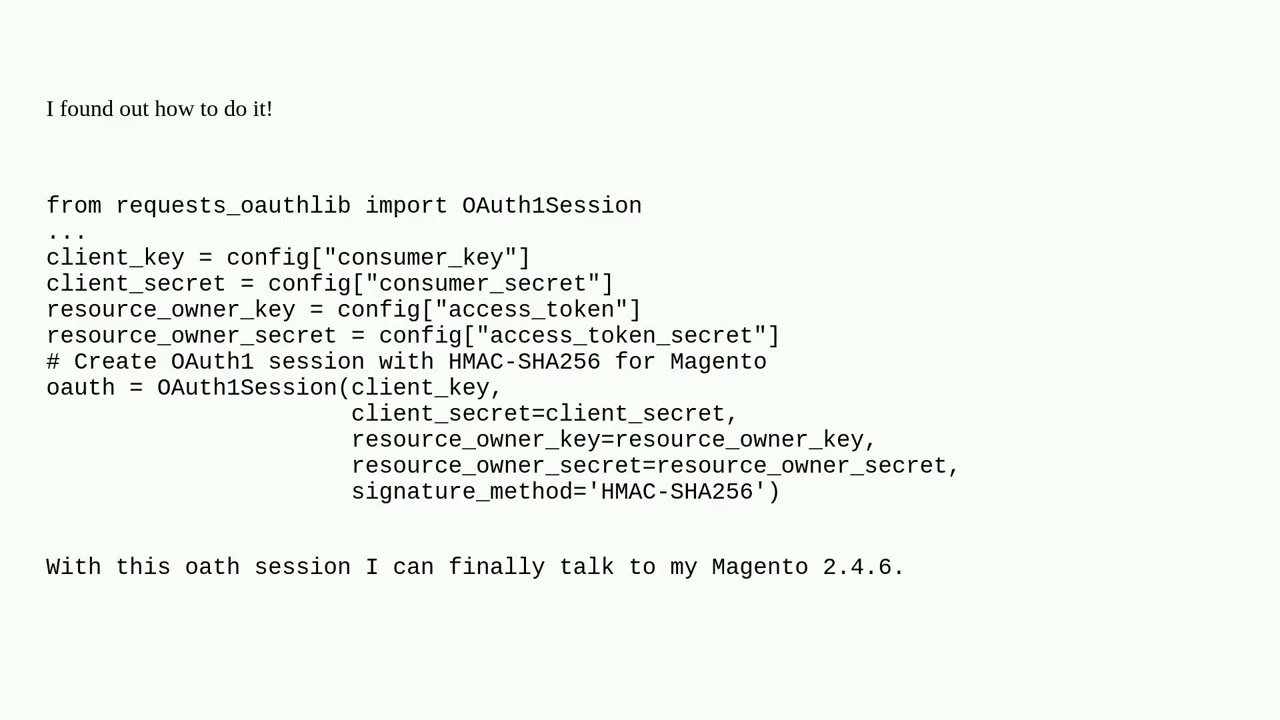 I found out how to do it!
from requests_oauthlib import OAuth1Session
...
client_key = config["consumer_key"]
client_secret = config["consumer_secret"]
resource_owner_key = config["access_token"]
resource_owner_secret = config["access_token_secret"]
# Create OAuth1 session with HMAC-SHA256 for Magento
oauth = OAuth1Session(client_key,
                      client_secret=client_secret,
                      resource_owner_key=resource_owner_key,
                      resource_owner_secret=resource_owner_secret,
                      signature_method='HMAC-SHA256')
With this oath session I can finally talk to my Magento 2.4.6.